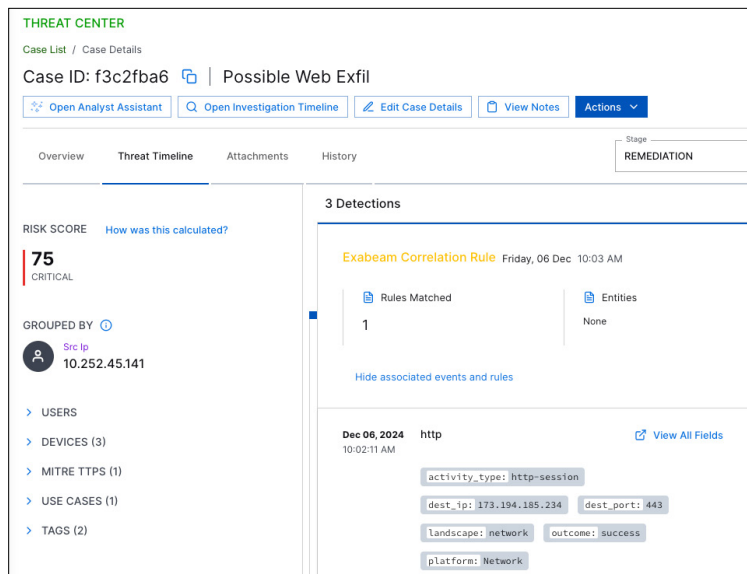 THREAT CENTER
Case List / Case Details
Case ID: f3c2fba6 | Possible Web Exfil
Open Analyst Assistant
Open Investigation Timeline
Edit Case Details
View Notes
Actions
Overview
Threat Timeline
Attachments
History
Stage
REMEDIATION
RISK SCORE
How was this calculated?
75
CRITICAL
GROUPED BY
Src Ip
10.252.45.141
USERS
DEVICES (3)
MITRE TTPS (1)
USE CASES (1)
TAGS (2)
3 Detections
Exabeam Correlation Rule Friday, 06 Dec 10:03 AM
Rules Matched
1
Entities
None
Hide associated events and rules
Dec 06, 2024 http
10:02:11 AM
View All Fields
activity_type: http-session
dest_ip: 173.194.185.234 dest_port: 443
landscape: network outcome: success
platform: Network